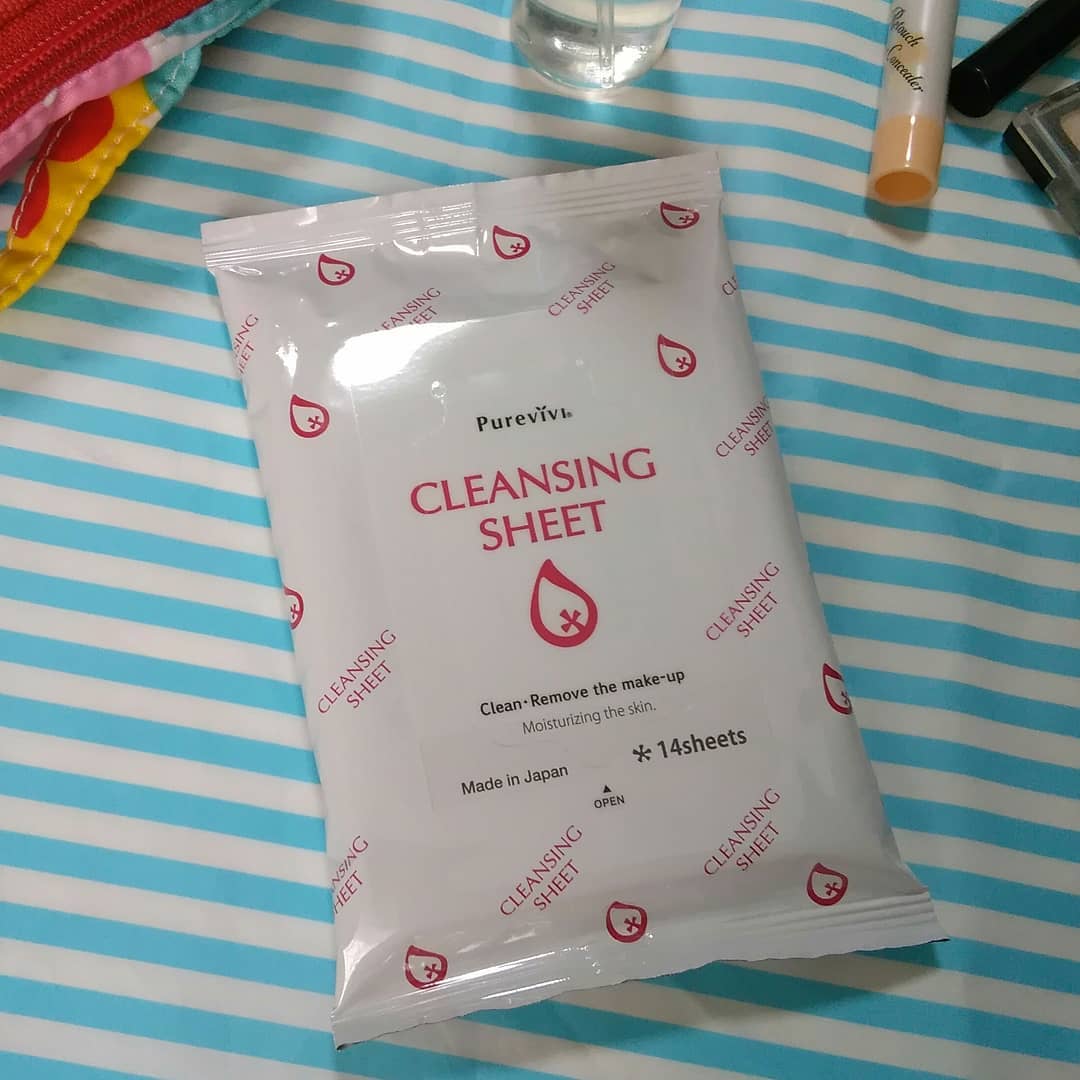 Retouch
Concealer
CLEANSING
SHEET
CLEANSING
Purevivi®
CLEANSING
SHEET
CLEANSING
SHEET
CLEANSING
SHEET
CLEANSING
SHEET
Clean・Remove the make-up
Moisturizing the skin.
* 14sheets
Made in Japan
▲
OPEN
CLEANSING
SHEET
CLEANSING
SHEET